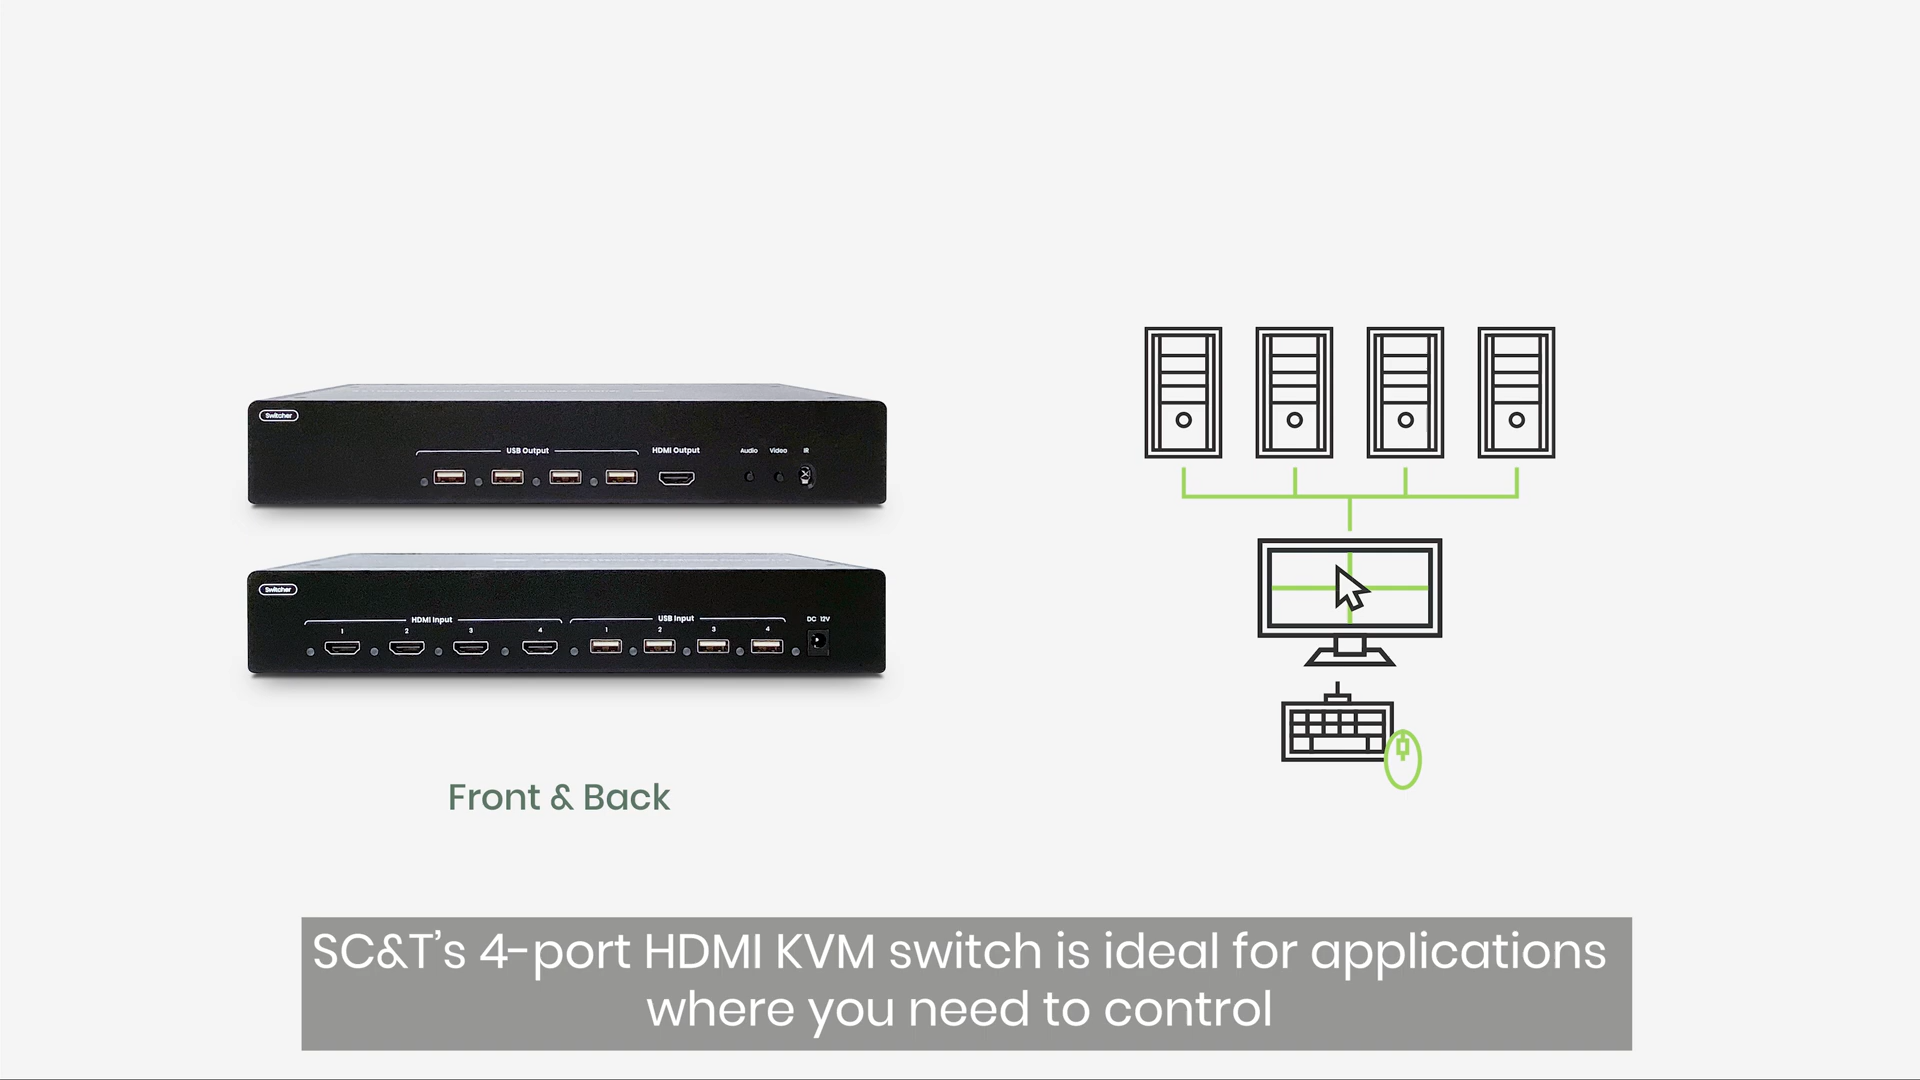 Switcher
USB Output
HDMI Output
Audio
Video
IR
Switcher
HDMI Input
USB Input
DC 12V
1
2
3
4
1
2
3
4
Front & Back
SC&T’s 4-port HDMI KVM switch is ideal for applications
where you need to control